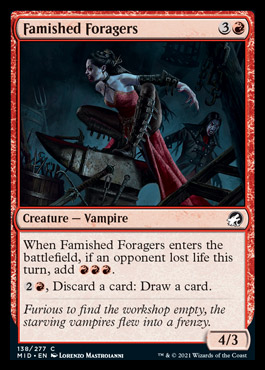 Famished Foragers 3
Creature — Vampire
When Famished Foragers enters the
battlefield, if an opponent lost life this
turn, add
2, Discard a card: Draw a card.
Furious to find the workshop empty, the
starving vampires flew into a frenzy.
4/3
138/277 C
MID • EN LORENZO MASTROIANNI
™ & © 2021 Wizards of the Coast